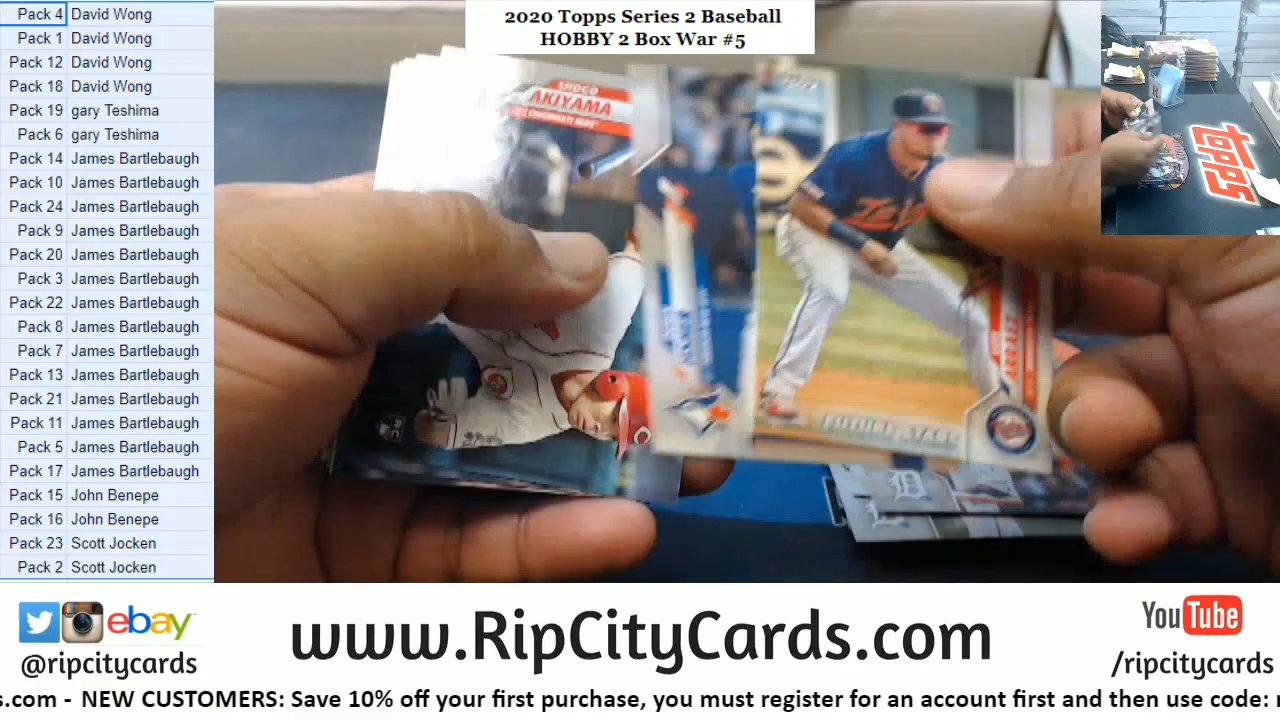 Pack 4 David Wong
Pack 1 David Wong
Pack 12 David Wong
Pack 18 David Wong
Pack 19 gary Teshima
Pack 6 gary Teshima
Pack 14 James Bartlebaugh
Pack 10 James Bartlebaugh
Pack 24 James Bartlebaugh
Pack 9 James Bartlebaugh
Pack 20 James Bartlebaugh
Pack 3 James Bartlebaugh
Pack 22 James Bartlebaugh
Pack 8 James Bartlebaugh
Pack 7 James Bartlebaugh
Pack 13 James Bartlebaugh
Pack 21 James Bartlebaugh
Pack 11 James Bartlebaugh
Pack 5 James Bartlebaugh
Pack 17 James Bartlebaugh
Pack 15 John Benepe
Pack 16 John Benepe
Pack 23 Scott Jocken
Pack 2 Scott Jocken
2020 Topps Series 2 Baseball
HOBBY 2 Box War #5
SHOGO
AKIYAMA
CINCINNATI REDS
RC
ARRAEZ
FUTURE STARS
Topps
ebay
@ripcitycards
www.RipCityCards.com
YouTube
/ripcitycards
s.com - NEW CUSTOMERS: Save 10% off your first purchase, you must register for an account first and then use code: